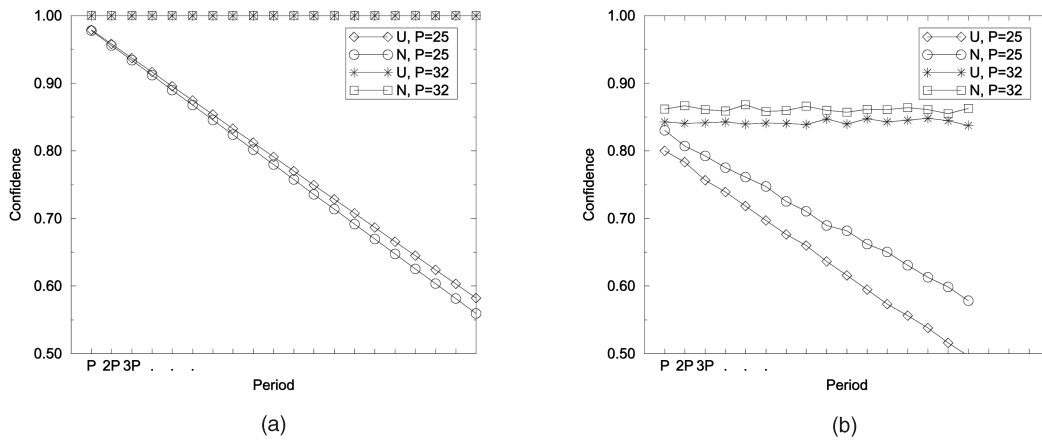 1.00
0.90
0.80
0.70
0.60
0.50
Confidence
U, P=25
N, P=25
U, P=32
N, P=32
P 2P 3P . . .
Period
(a)
1.00
0.90
0.80
0.70
0.60
0.50
Confidence
U, P=25
N, P=25
U, P=32
N, P=32
P 2P 3P . . .
Period
(b)